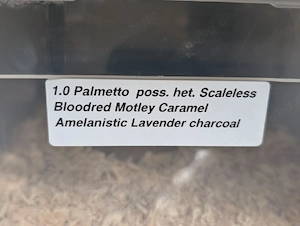 1.0 Palmetto poss. het. Scaleless
Bloodred Motley Caramel
Amelanistic Lavender charcoal